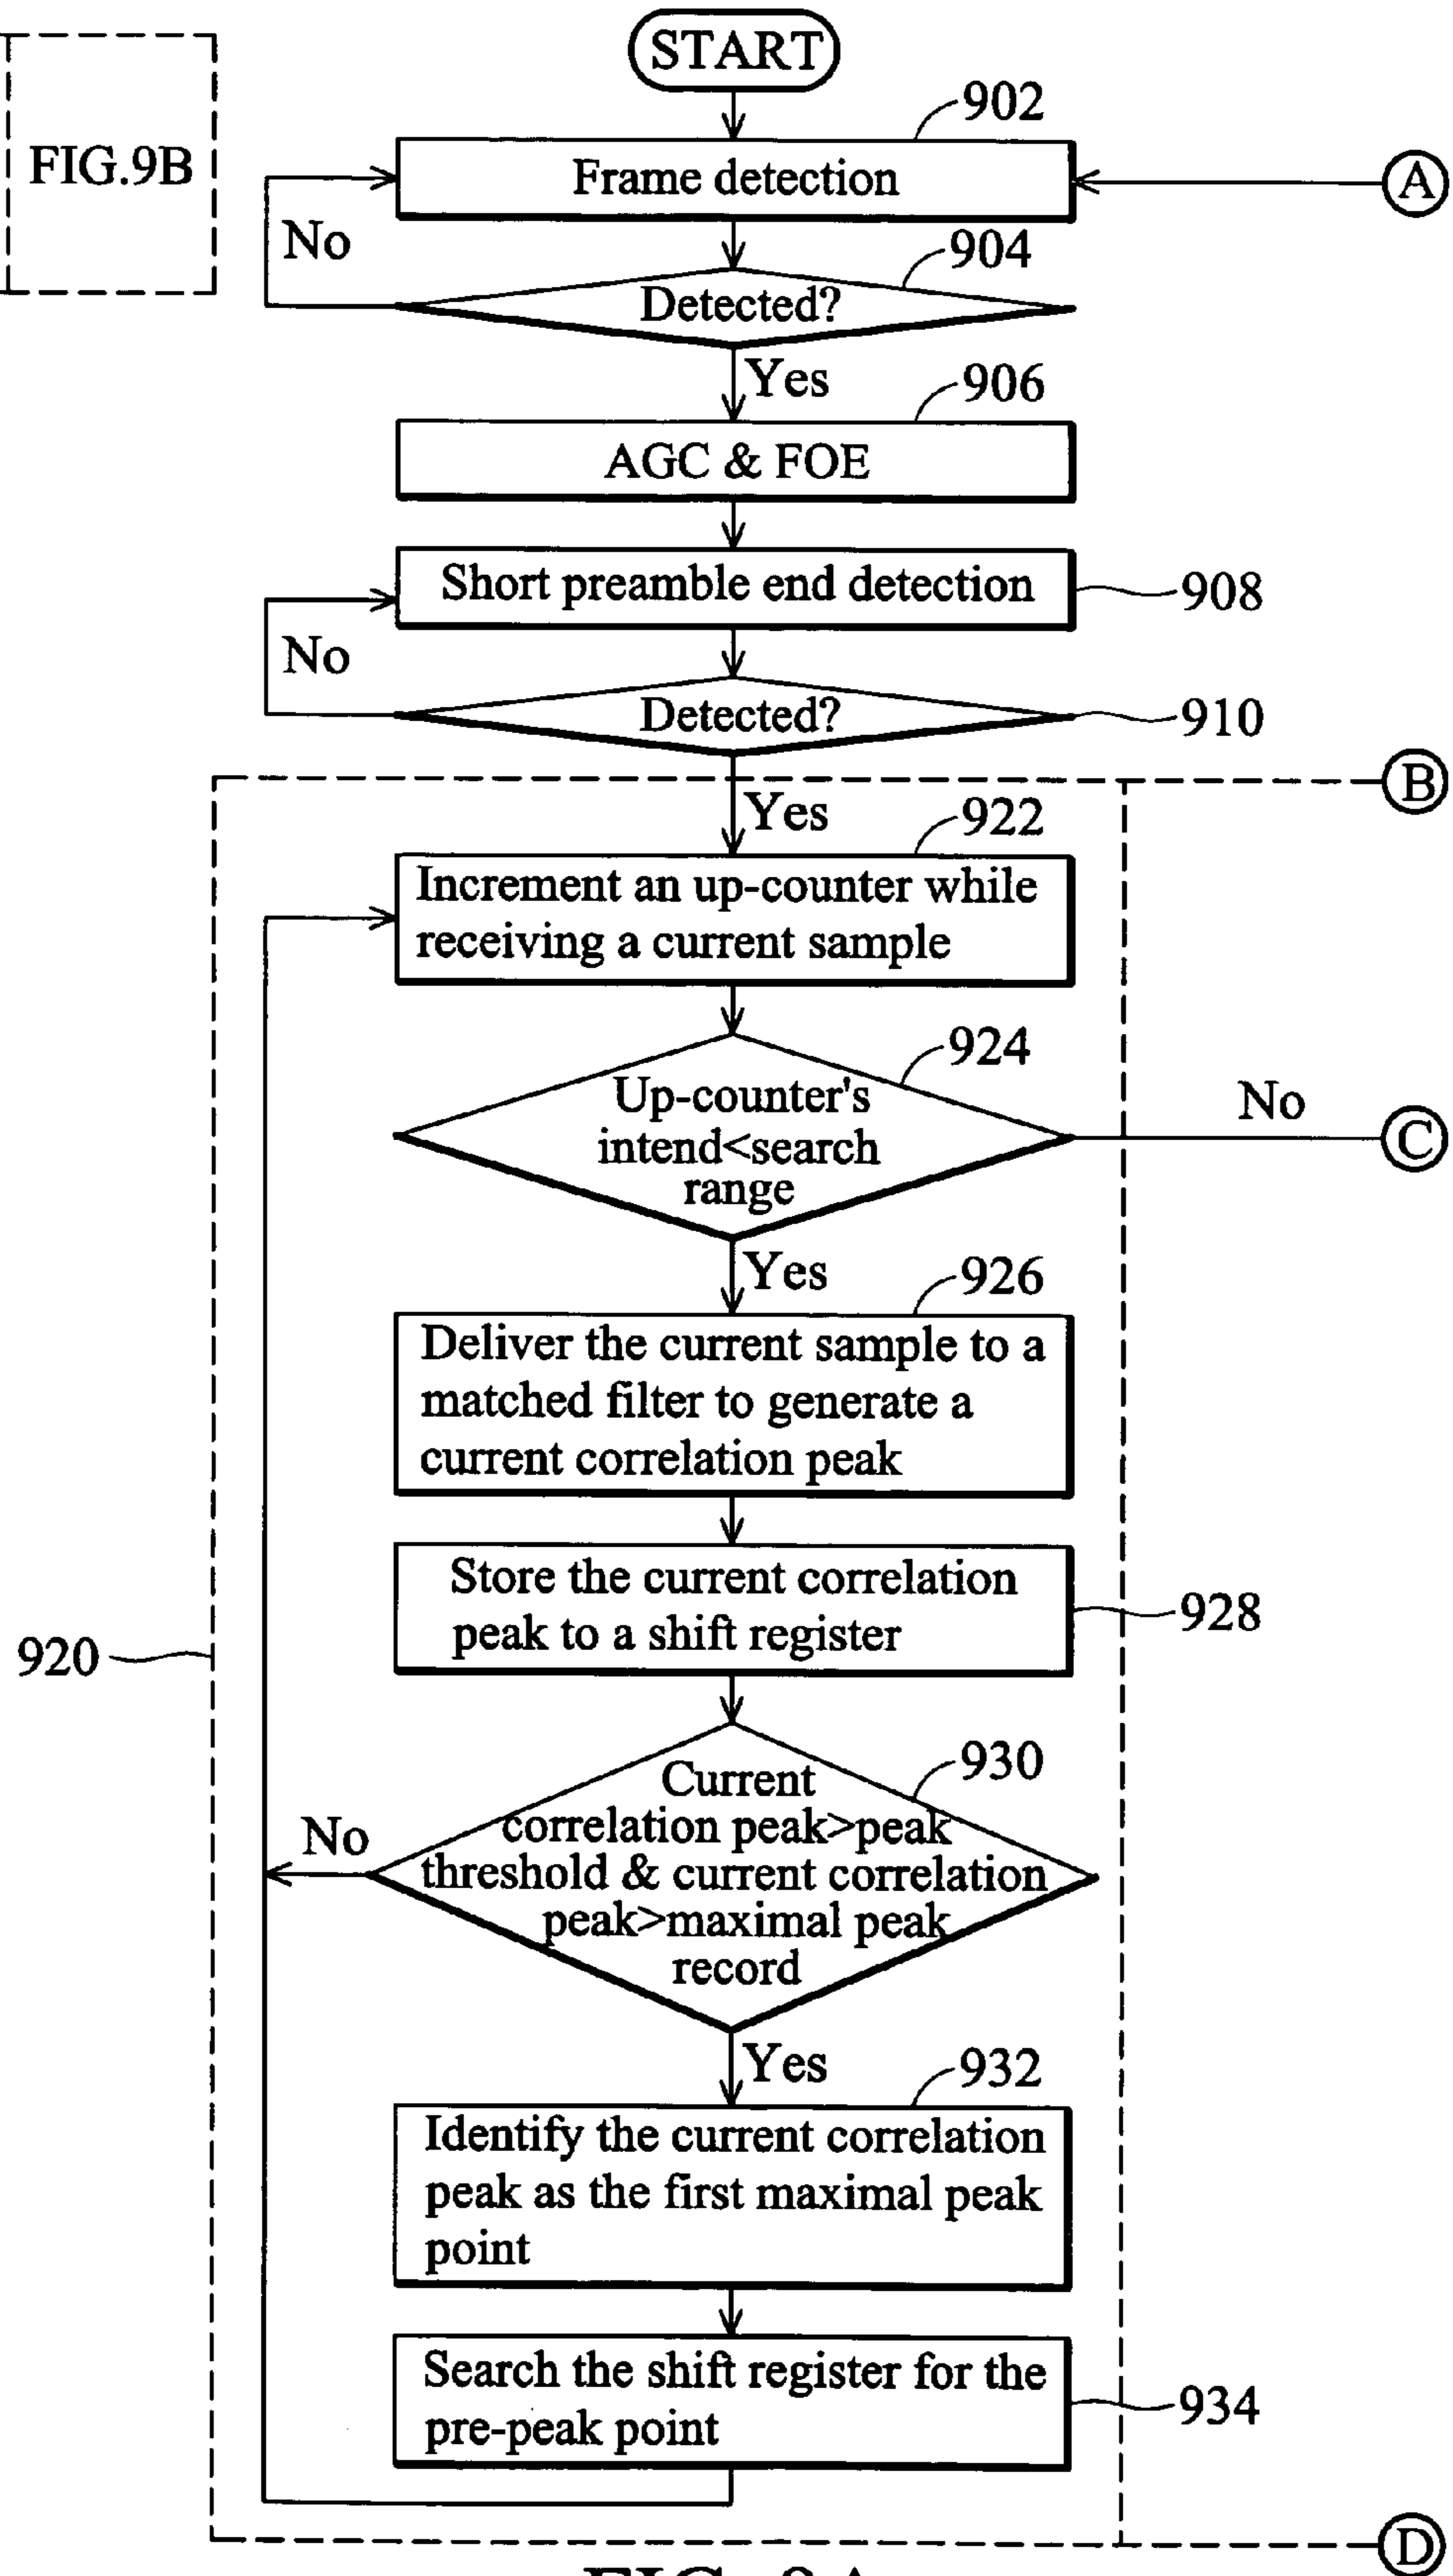 START
902
FIG.9B
Frame detection
A
No
904
Detected?
Yes
906
AGC & FOE
Short preamble end detection
908
No
Detected?
910
B
Yes
922
Increment an up-counter while
receiving a current sample
924
Up-counter's
intend<search
range
No
C
Yes
926
Deliver the current sample to a
matched filter to generate a
current correlation peak
Store the current correlation
peak to a shift register
928
920
930
Current
correlation peak>peak
threshold & current correlation
peak>maximal peak
record
No
Yes
932
Identify the current correlation
peak as the first maximal peak
point
Search the shift register for the
pre-peak point
934
D